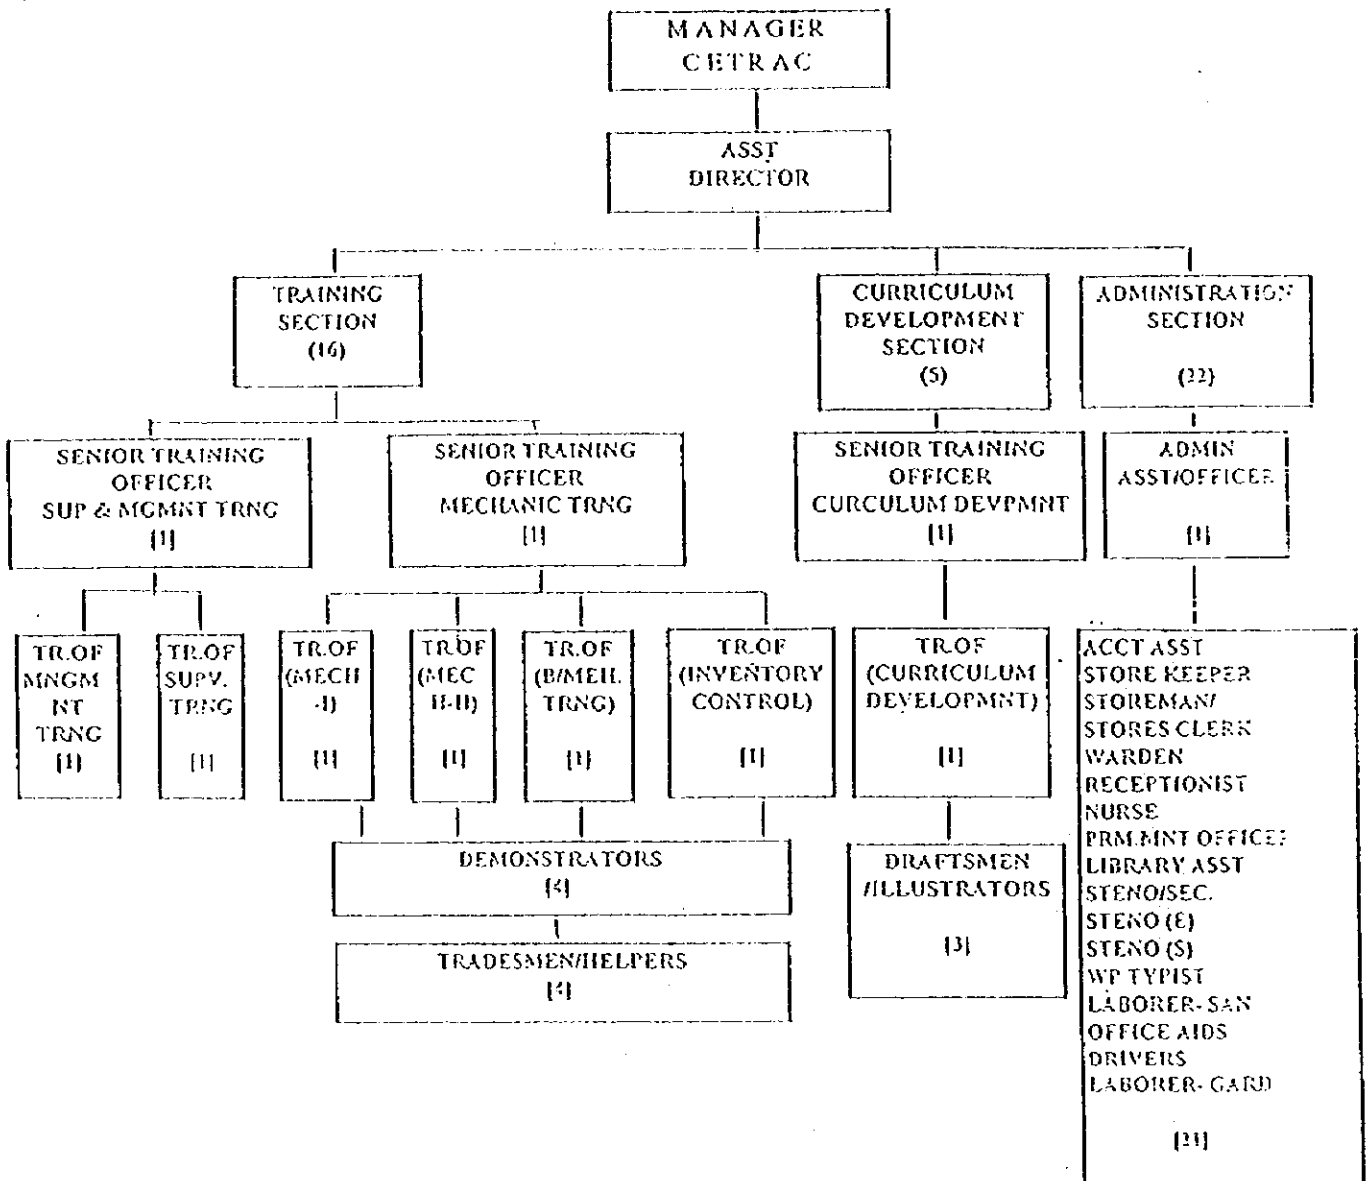 MANAGER
CETRAC
ASST
DIRECTOR
TRAINING
SECTION
(16)
CURRICULUM
DEVELOPMENT
SECTION
(5)
ADMINISTRATION
SECTION
(22)
SENIOR TRAINING
OFFICER
SUP & MGMNT TRNG
[1]
SENIOR TRAINING
OFFICER
MECHANIC TRNG
[1]
SENIOR TRAINING
OFFICER
CURCULUM DEVPMNT
[1]
ADMIN
ASST/OFFICER
[1]
TR.OF
MNGM
NT
TRNG
[1]
TR.OF
SUPV.
TRNG
[1]
TR.OF
(MECH
-I)
[1]
TR.OF
(MEC
H-II)
[1]
TR.OF
(B/MEH.
TRNG)
[1]
TR.OF
(INVENTORY
CONTROL)
[1]
TR.OF
(CURRICULUM
DEVELOPMNT)
[1]
DEMONSTRATORS
[4]
TRADESMEN/HELPERS
[4]
DRAFTSMEN
/ILLUSTRATORS
[3]
ACCT ASST
STORE KEEPER
STOREMAN/
STORES CLERK
WARDEN
RECEPTIONIST
NURSE
PRM.MNT OFFICER
LIBRARY ASST
STENO/SEC.
STENO (E)
STENO (S)
WP TYPIST
LABORER- SAN
OFFICE AIDS
DRIVERS
LABORER- GARD
[21]